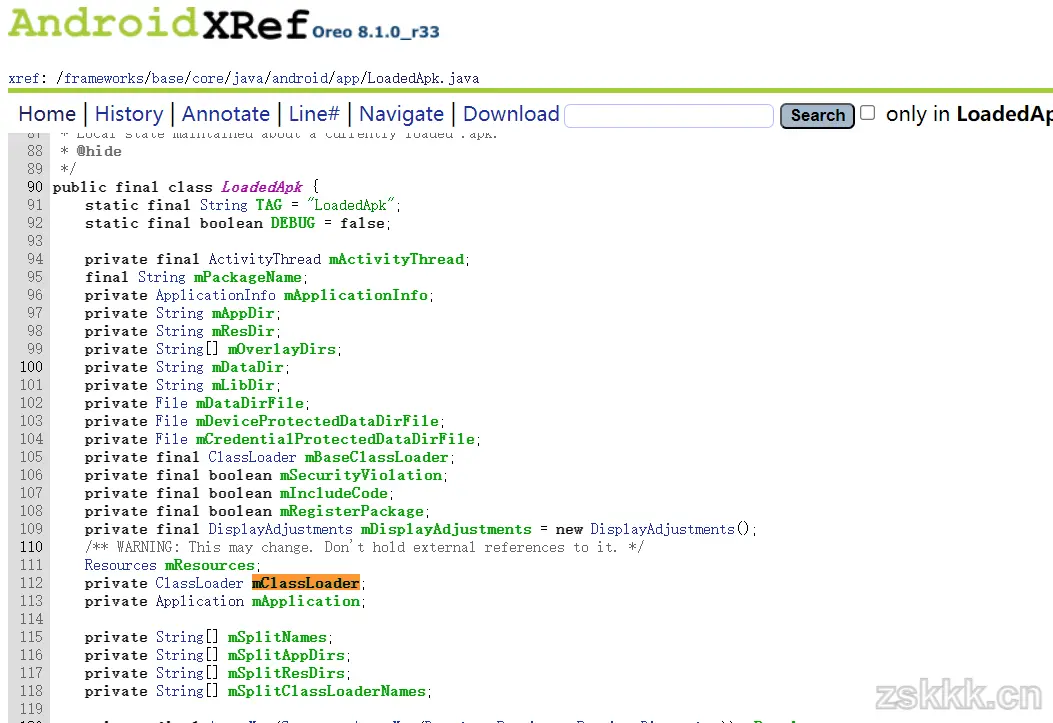 AndroidXRef Oreo 8.1.0_r33
xref: /frameworks/base/core/java/android/app/LoadedApk.java
Home | History | Annotate | Line# | Navigate | Download Search only in LoadedAp
87 * Local state maintained about a currently loaded .apk.
88 * @hide
89 */
90 public final class LoadedApk {
91 static final String TAG = "LoadedApk";
92 static final boolean DEBUG = false;
93
94 private final ActivityThread mActivityThread;
95 final String mPackageName;
96 private ApplicationInfo mApplicationInfo;
97 private String mAppDir;
98 private String mResDir;
99 private String[] mOverlayDirs;
100 private String mDataDir;
101 private String mLibDir;
102 private File mDataDirFile;
103 private File mDeviceProtectedDataDirFile;
104 private File mCredentialProtectedDataDirFile;
105 private final ClassLoader mBaseClassLoader;
106 private final boolean mSecurityViolation;
107 private final boolean mIncludeCode;
108 private final boolean mRegisterPackage;
109 private final DisplayAdjustments mDisplayAdjustments = new DisplayAdjustments();
110 /** WARNING: This may change. Don't hold external references to it. */
111 Resources mResources;
112 private ClassLoader mClassLoader;
113 private Application mApplication;
114
115 private String[] mSplitNames;
116 private String[] mSplitAppDirs;
117 private String[] mSplitResDirs;
118 private String[] mSplitClassLoaderNames;
119
zskkk.cn